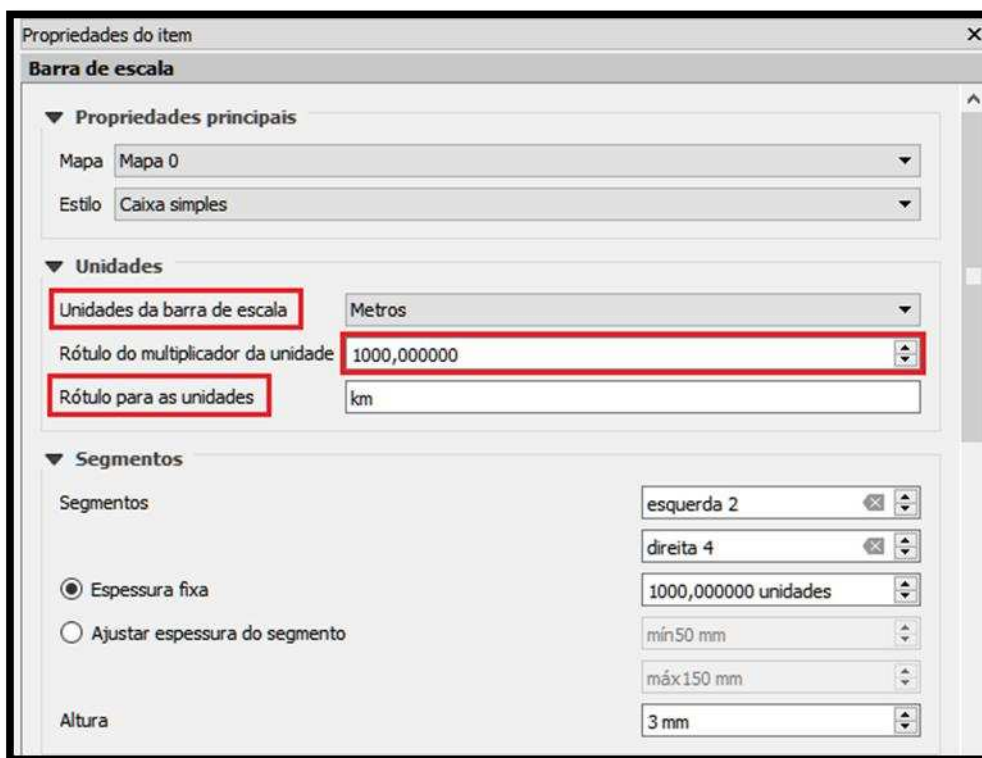 Propriedades do item
Barra de escala
Propriedades principais
Mapa Mapa 0
Estilo Caixa simples
Unidades
Unidades da barra de escala Metros
Rótulo do multiplicador da unidade 1000,000000
Rótulo para as unidades km
Segmentos
Segmentos esquerda 2
direita 4
Espessura fixa 1000,000000 unidades
Ajustar espessura do segmento mín50 mm
máx150 mm
Altura 3 mm